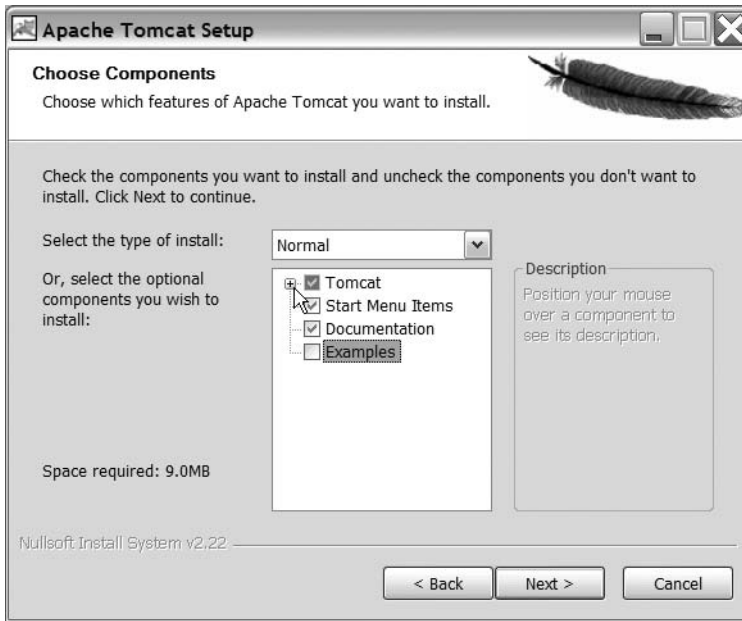 Apache Tomcat Setup
Choose Components
Choose which features of Apache Tomcat you want to install.
Check the components you want to install and uncheck the components you don't want to
install. Click Next to continue.
Select the type of install:
Normal
Or, select the optional
components you wish to
install:
Tomcat
Start Menu Items
Documentation
Examples
Description
Position your mouse
over a component to
see its description.
Space required: 9.0MB
Nullsoft Install System v2.22
< Back
Next >
Cancel